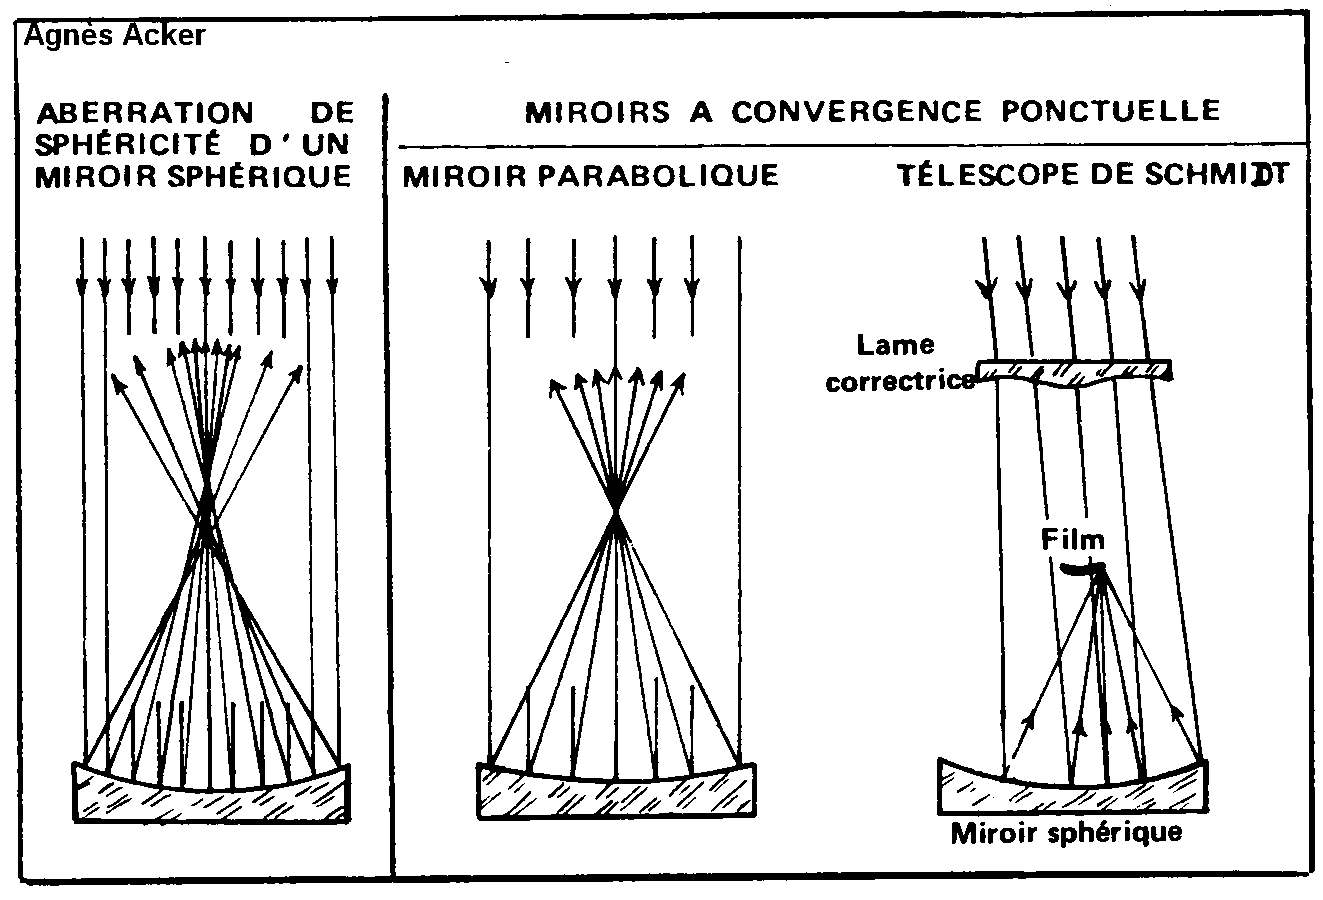 Agnès Acker
ABERRATION DE
SPHÉRICITÉ D'UN
MIROIR SPHÉRIQUE
MIROIRS A CONVERGENCE PONCTUELLE
MIROIR PARABOLIQUE
TÉLESCOPE DE SCHMIDT
Lame
correctrice
Film
Miroir sphérique